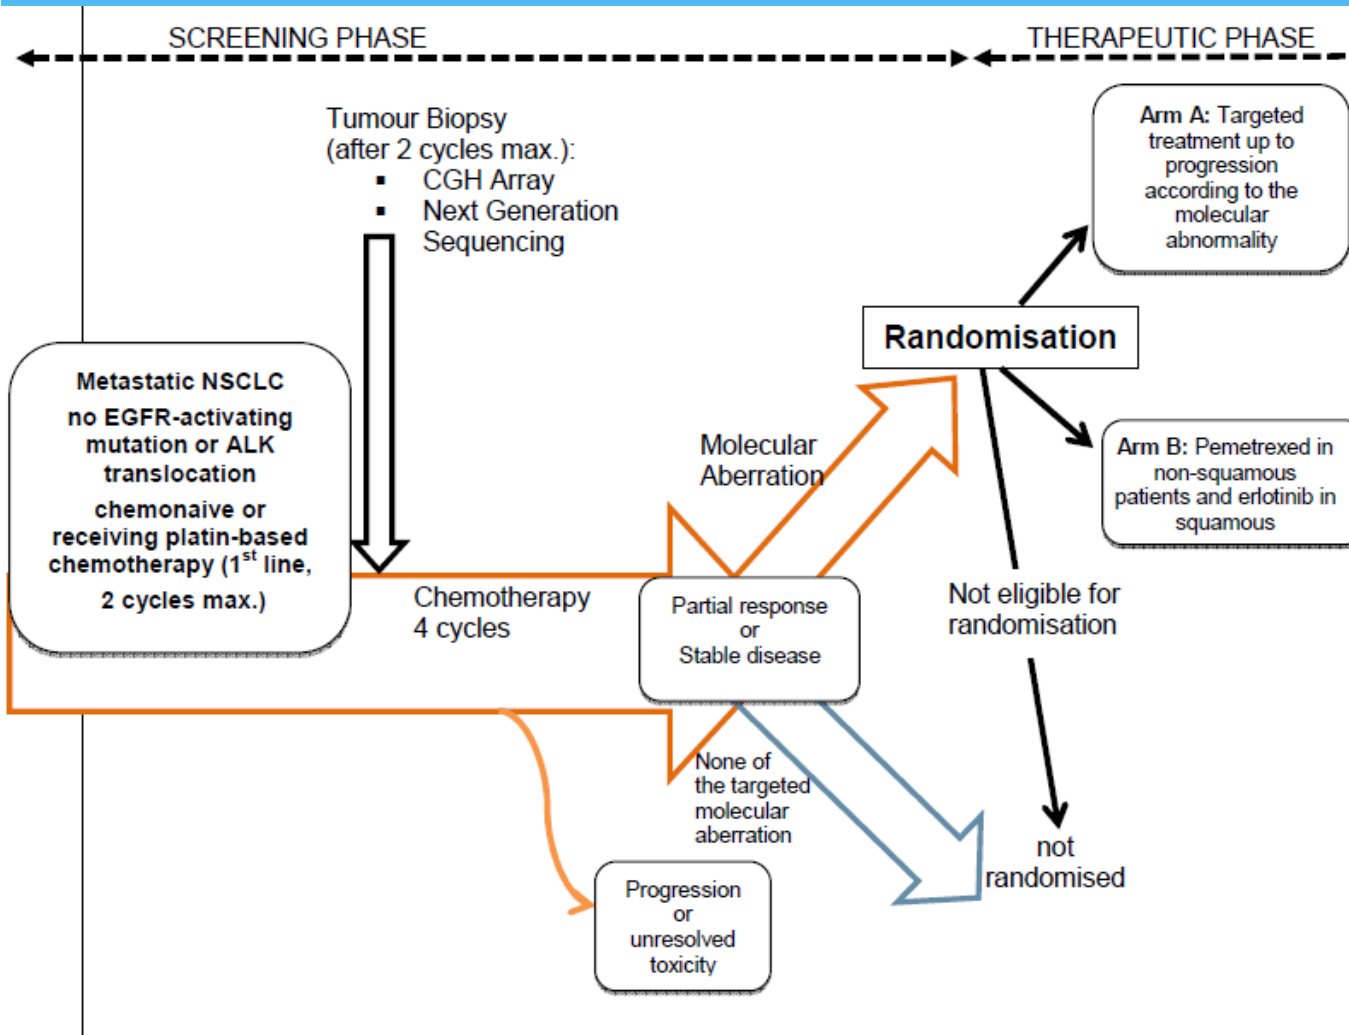 SCREENING PHASE
THERAPEUTIC PHASE
Tumour Biopsy
(after 2 cycles max.):
▪ CGH Array
▪ Next Generation
Sequencing
Arm A: Targeted
treatment up to
progression
according to the
molecular
abnormality
Randomisation
Metastatic NSCLC
no EGFR-activating
mutation or ALK
translocation
chemonaive or
receiving platin-based
chemotherapy (1st line,
2 cycles max.)
Molecular
Aberration
Arm B: Pemetrexed in
non-squamous
patients and erlotinib in
squamous
Chemotherapy
4 cycles
Partial response
or
Stable disease
Not eligible for
randomisation
None of
the targeted
molecular
aberration
not
randomised
Progression
or
unresolved
toxicity